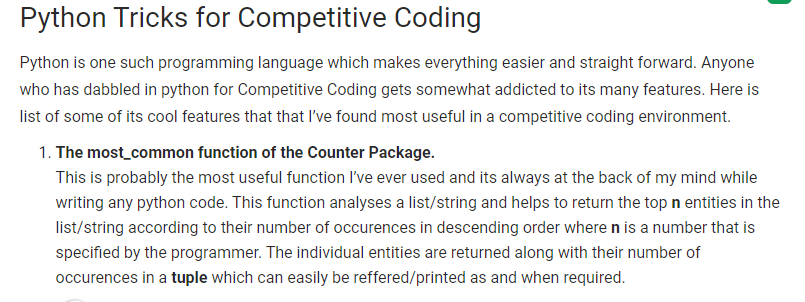 Python Tricks for Competitive Coding
Python is one such programming language which makes everything easier and straight forward. Anyone
who has dabbled in python for Competitive Coding gets somewhat addicted to its many features. Here is
list of some of its cool features that that I’ve found most useful in a competitive coding environment.
1. The most_common function of the Counter Package.
This is probably the most useful function I’ve ever used and its always at the back of my mind while
writing any python code. This function analyses a list/string and helps to return the top n entities in the
list/string according to their number of occurences in descending order where n is a number that is
specified by the programmer. The individual entities are returned along with their number of
occurences in a tuple which can easily be reffered/printed as and when required.